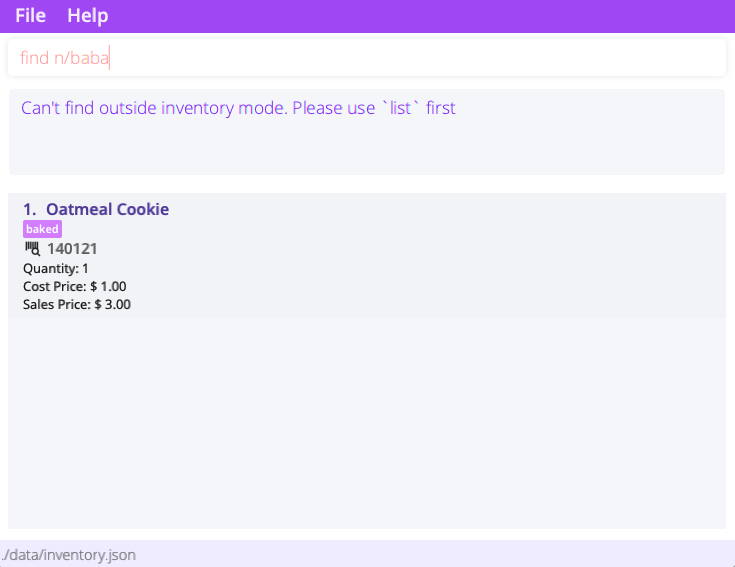 File Help
find n/baba
Can't find outside inventory mode. Please use `list` first
1. Oatmeal Cookie
baked
140121
Quantity: 1
Cost Price: $ 1.00
Sales Price: $ 3.00
./data/inventory.json